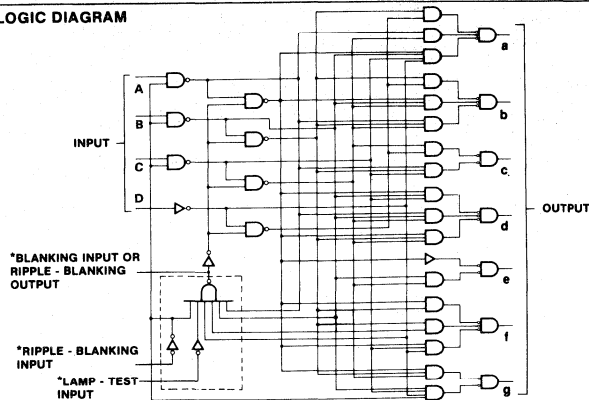 LOGIC DIAGRAM
A
B
INPUT
C
D
*BLANKING INPUT OR
RIPPLE - BLANKING
OUTPUT
*RIPPLE - BLANKING
INPUT
*LAMP - TEST
INPUT
a
b
c
d
e
f
g
OUTPUT